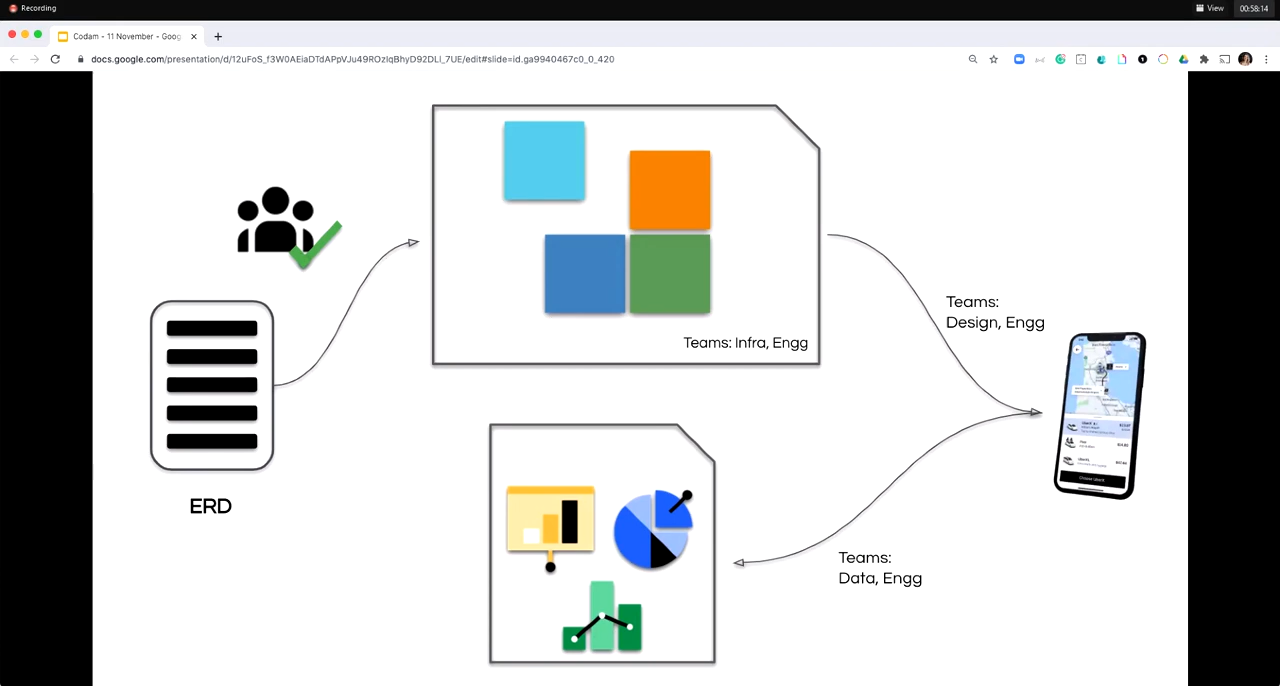 Recording
View
00:58:14
Codam - 11 November - Goog
docs.google.com/presentation/d/12uFoS_f3W0AEiaDTdAPpVJu49ROzIqBhyD92DLI_7UE/edit#slide=id.ga9940467c0_0_420
Teams: Infra, Engg
Teams:
Design, Engg
ERD
Teams:
Data, Engg